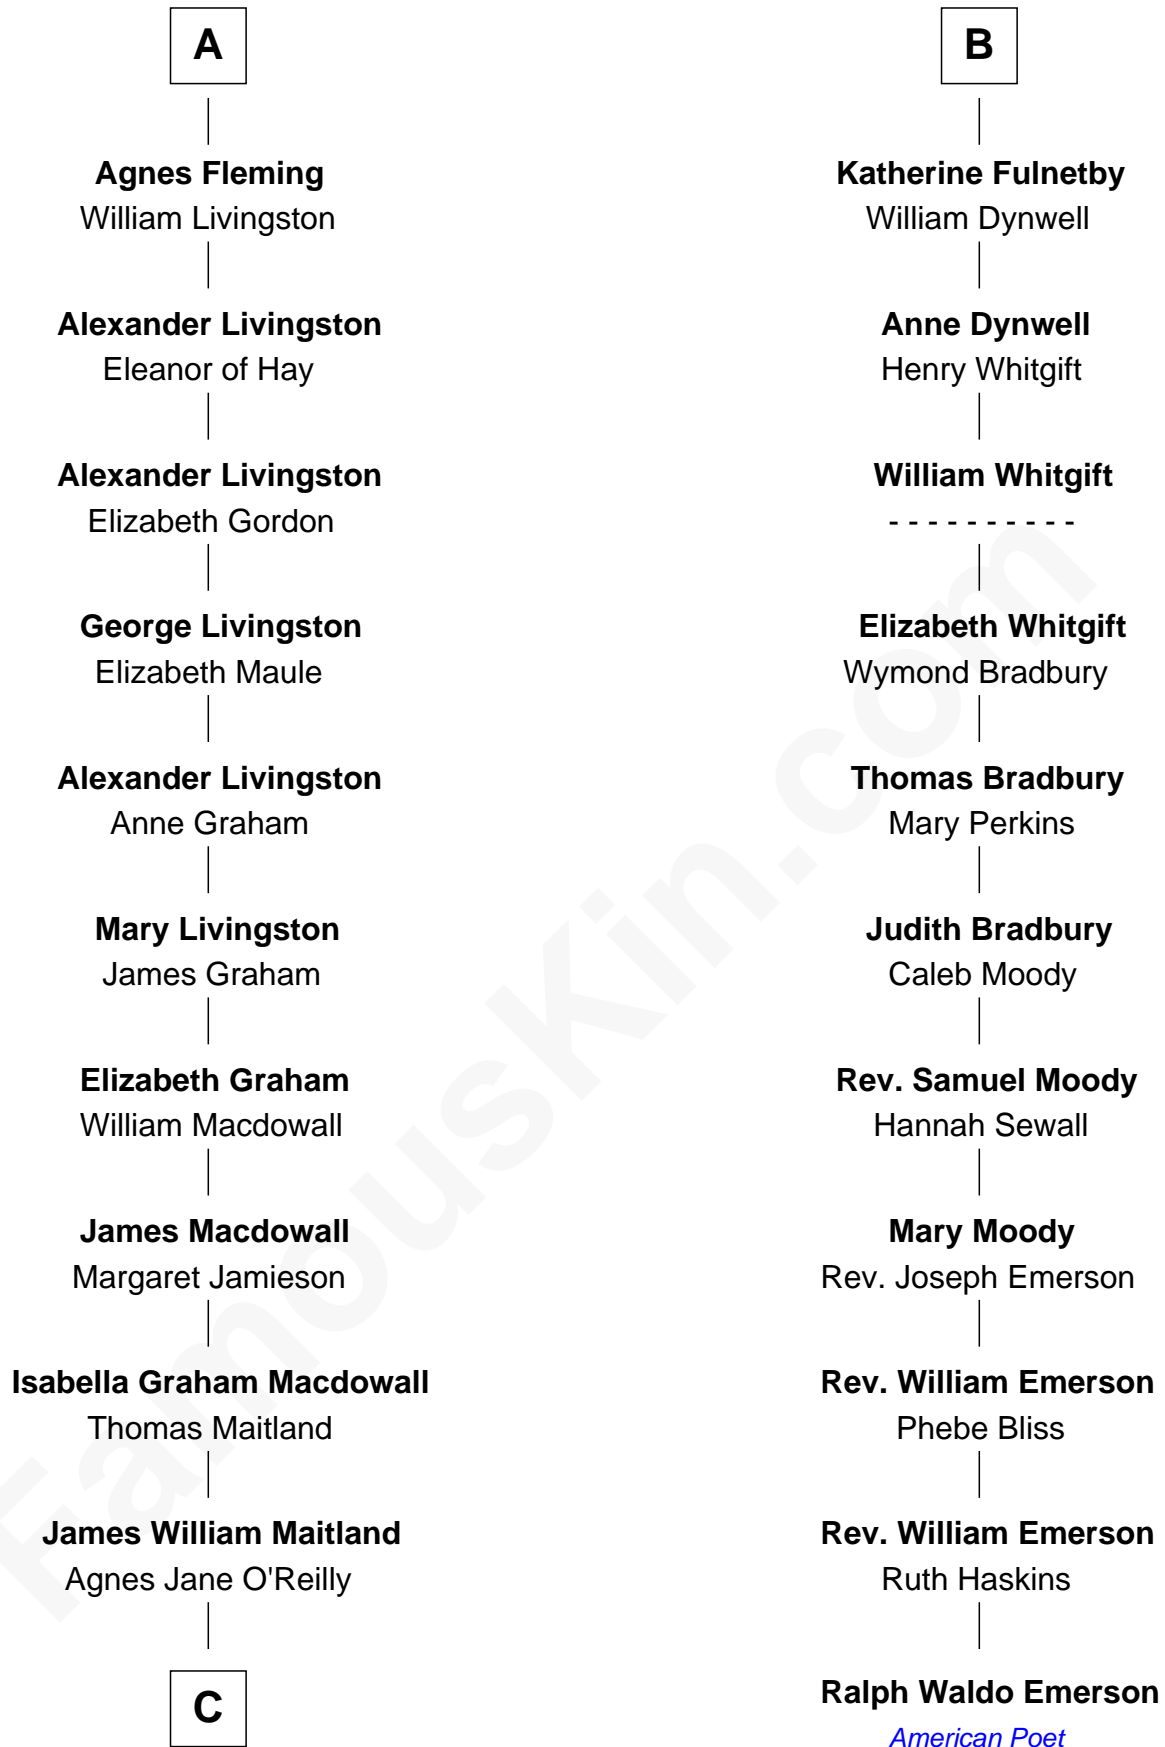 A
Agnes Fleming
William Livingston
Alexander Livingston
Eleanor of Hay
Alexander Livingston
Elizabeth Gordon
George Livingston
Elizabeth Maule
Alexander Livingston
Anne Graham
Mary Livingston
James Graham
Elizabeth Graham
William Macdowall
James Macdowall
Margaret Jamieson
Isabella Graham Macdowall
Thomas Maitland
James William Maitland
Agnes Jane O'Reilly
C
B
Katherine Fulnetby
William Dynwell
Anne Dynwell
Henry Whitgift
William Whitgift
- - - - - - - - - -
Elizabeth Whitgift
Wymond Bradbury
Thomas Bradbury
Mary Perkins
Judith Bradbury
Caleb Moody
Rev. Samuel Moody
Hannah Sewall
Mary Moody
Rev. Joseph Emerson
Rev. William Emerson
Phebe Bliss
Rev. William Emerson
Ruth Haskins
Ralph Waldo Emerson
American Poet
FamousKin.com